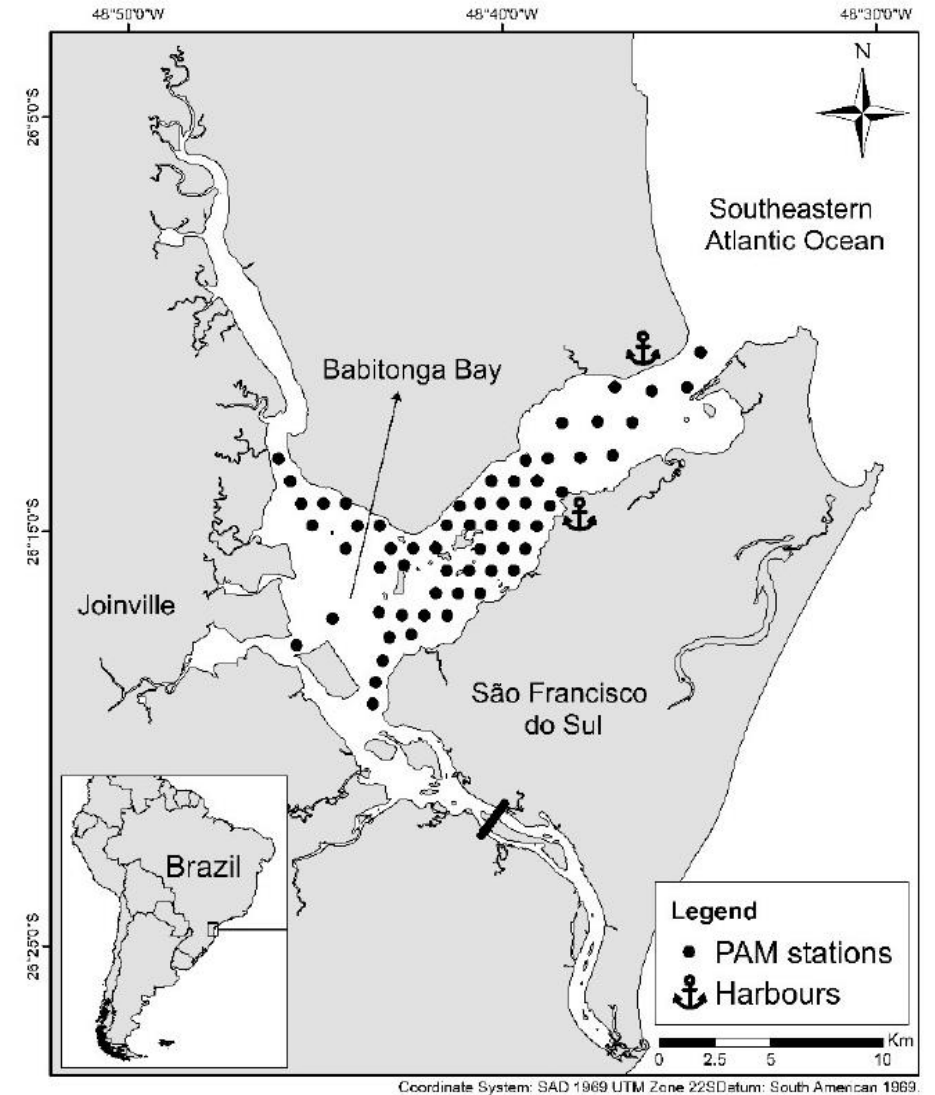 48°50'0"W 48°40'0"W 48°30'0"W
N
26°5'0"S
Southeastern
Atlantic Ocean
Babitonga Bay
26°15'0"S
Joinville
São Francisco
do Sul
Brazil
26°25'0"S
Legend
PAM stations
Harbours
Km
0 2.5 5 10
Coordinate System: SAD 1969 UTM Zone 22SDatum: South American 1969.